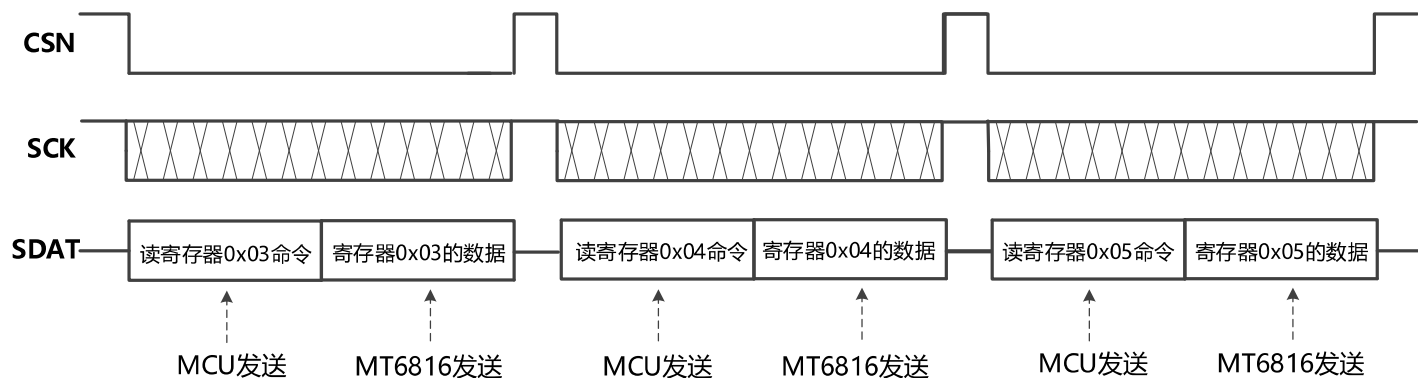 CSN
SCK
SDAT
读寄存器0x03命令 寄存器0x03的数据 读寄存器0x04命令 寄存器0x04的数据 读寄存器0x05命令 寄存器0x05的数据
MCU发送 MT6816发送 MCU发送 MT6816发送 MCU发送 MT6816发送